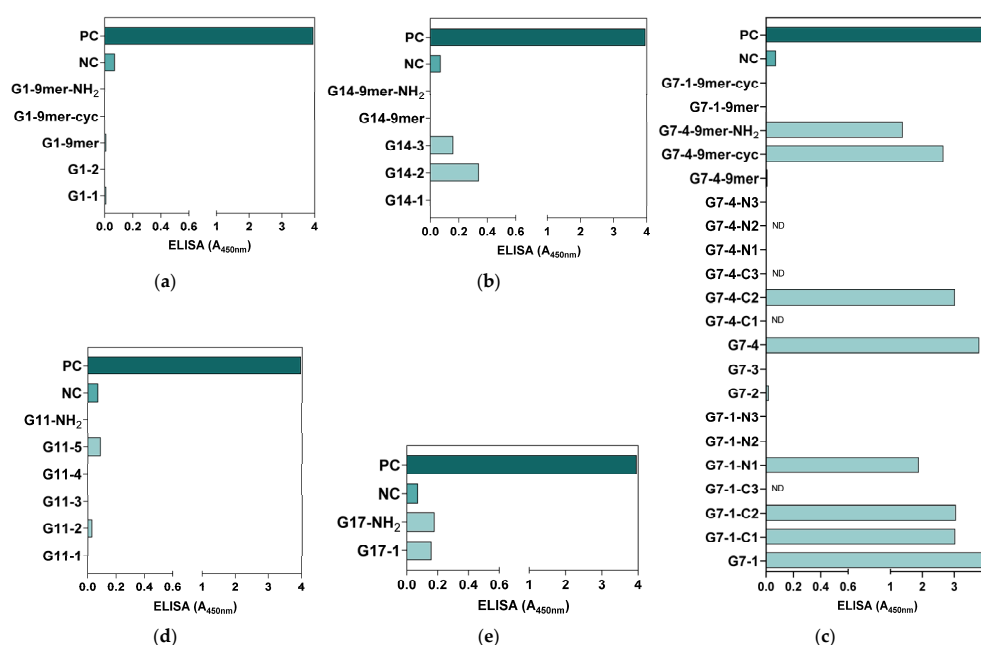 PC
NC
G1-9mer-NH₂
G1-9mer-cyc
G1-9mer
G1-2
G1-1
0.0 0.2 0.4 0.6 1 2 3 4
ELISA (A₄₅₀nm)
(a)
PC
NC
G14-9mer-NH₂
G14-9mer
G14-3
G14-2
G14-1
0.0 0.2 0.4 0.6 1 2 3 4
ELISA (A₄₅₀nm)
(b)
PC
NC
G7-1-9mer-cyc
G7-1-9mer
G7-4-9mer-NH₂
G7-4-9mer-cyc
G7-4-9mer
G7-4-N3
G7-4-N2 ND
G7-4-N1
G7-4-C3 ND
G7-4-C2
G7-4-C1 ND
G7-4
G7-3
G7-2
G7-1-N3
G7-1-N2
G7-1-N1
G7-1-C3 ND
G7-1-C2
G7-1-C1
G7-1
0.0 0.2 0.4 0.6 1 2 3
ELISA (A₄₅₀nm)
(c)
PC
NC
G11-NH₂
G11-5
G11-4
G11-3
G11-2
G11-1
0.0 0.2 0.4 0.6 1 2 3 4
ELISA (A₄₅₀nm)
(d)
PC
NC
G17-NH₂
G17-1
0.0 0.2 0.4 0.6 1 2 3 4
ELISA (A₄₅₀nm)
(e)